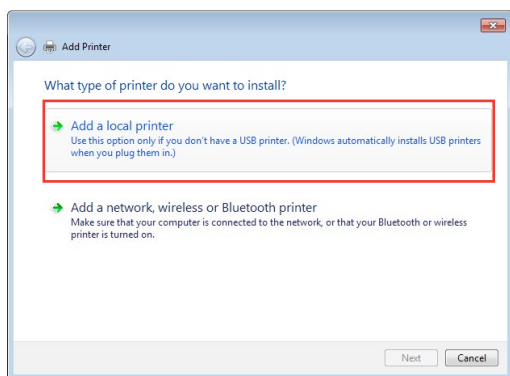 Add Printer
What type of printer do you want to install?
Add a local printer
Use this option only if you don't have a USB printer. (Windows automatically installs USB printers
when you plug them in.)
Add a network, wireless or Bluetooth printer
Make sure that your computer is connected to the network, or that your Bluetooth or wireless
printer is turned on.
Next
Cancel